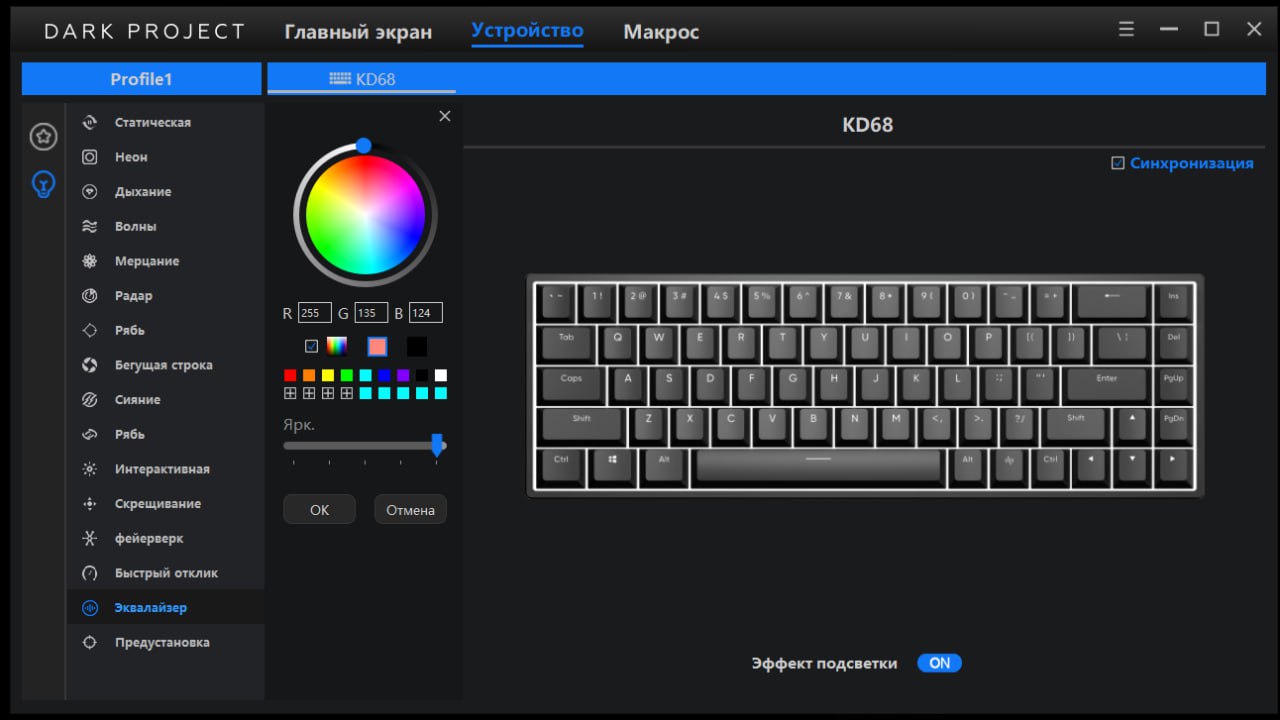 DARK PROJECT Главный экран Устройство Макрос
Profile1 KD68
Статическая
Неон
Дыхание
Волны
Мерцание
Радар
Рябь
Бегущая строка
Сияние
Рябь
Интерактивная
Скрещивание
фейерверк
Быстрый отклик
Эквалайзер
Предустановка
R 255 G 135 B 124
Ярк.
OK Отмена
KD68
Синхронизация
1! 2@ 3# 4$ 5% 6^ 7& 8* 9( 0) Ins
Tab Q W E R T Y U I O P [{ ]} \ | Del
Caps A S D F G H J K L ;: '" Enter PgUp
Shift Z X C V B N M <, >. ?/ Shift PgDn
Ctrl Alt Alt Ctrl
Эффект подсветки ON